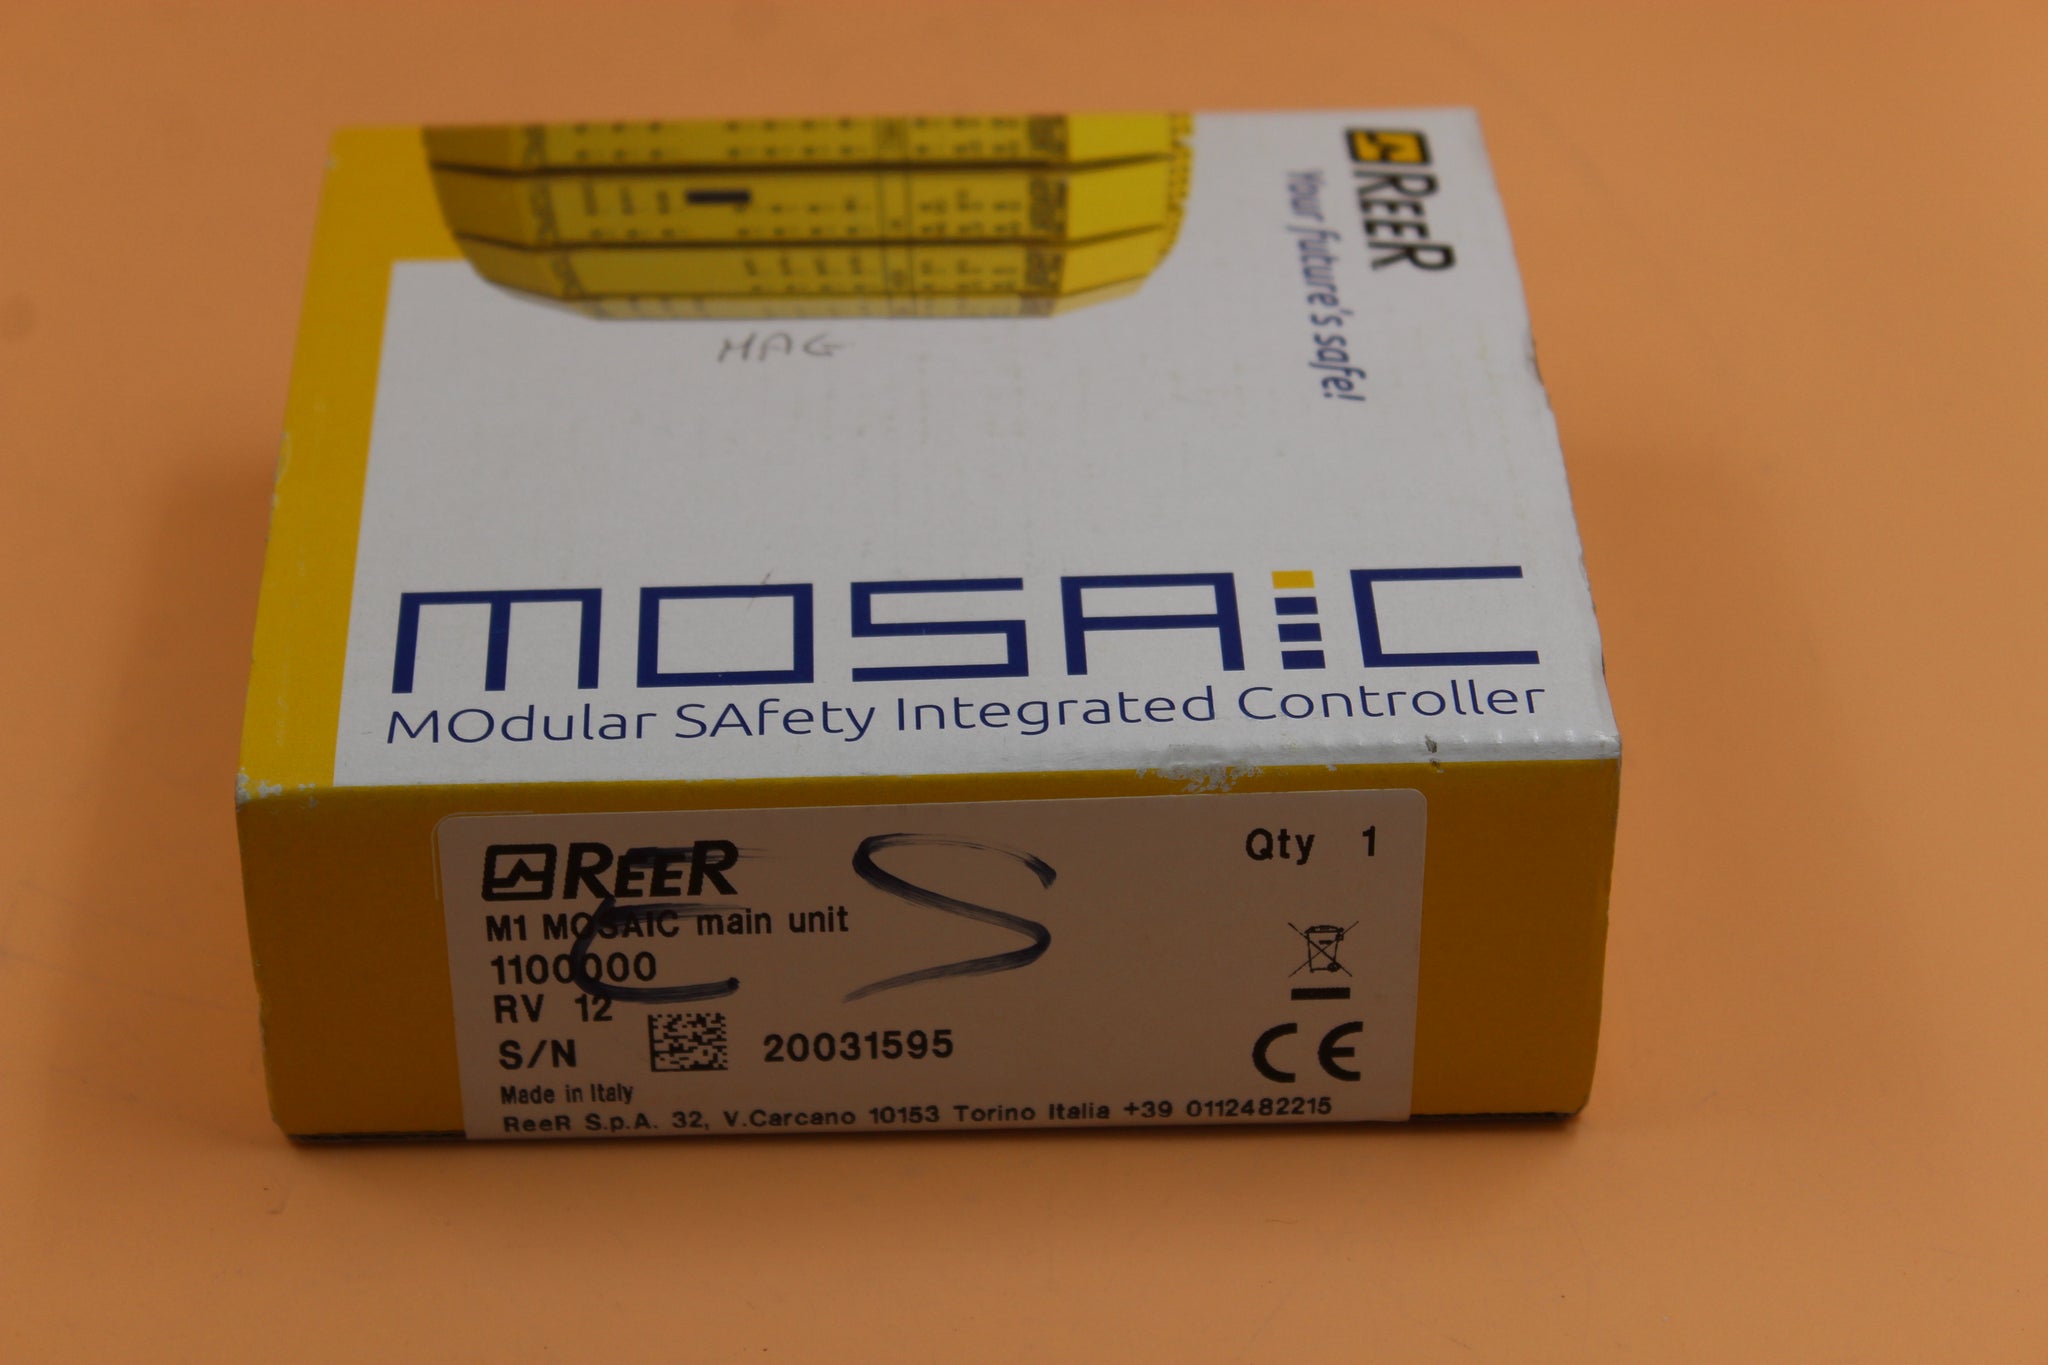 REER
Your future's safe!
MAG
MOSAIC
MOdular SAfety Integrated Controller
REER
Qty 1
M1 MOSAIC main unit
1100000
RV 12
S/N 20031595
ES
CE
Made in Italy
ReeR S.p.A. 32, V.Carcano 10153 Torino Italia +39 0112482215